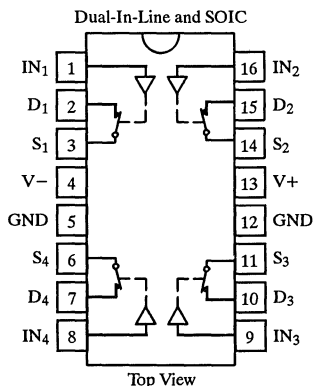 Dual-In-Line and SOIC
IN1 1 16 IN2
D1 2 15 D2
S1 3 14 S2
V− 4 13 V+
GND 5 12 GND
S4 6 11 S3
D4 7 10 D3
IN4 8 9 IN3
Top View